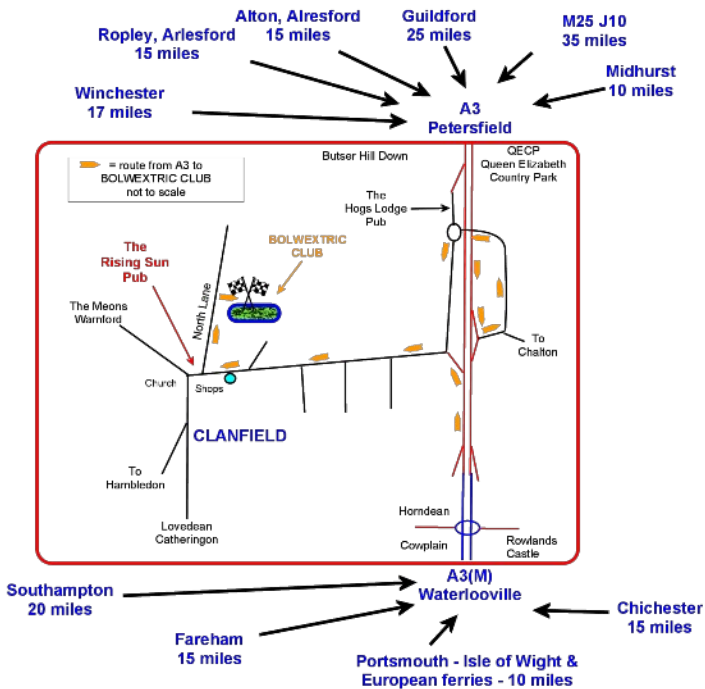 Alton, Alresford
15 miles
Guildford
25 miles
M25 J10
35 miles
Ropley, Arlesford
15 miles
Midhurst
10 miles
Winchester
17 miles
A3
Petersfield
= route from A3 to
BOLWEXTRIC CLUB
not to scale
Butser Hill Down
QECP
Queen Elizabeth
Country Park
The
Hogs Lodge
Pub
The
Rising Sun
Pub
BOLWEXTRIC
CLUB
North Lane
The Meons
Warnford
To
Chalton
Church
Shops
CLANFIELD
To
Hambledon
Lovedean
Catheringon
Horndean
Cowplain
Rowlands
Castle
A3(M)
Waterlooville
Southampton
20 miles
Fareham
15 miles
Chichester
15 miles
Portsmouth - Isle of Wight &
European ferries - 10 miles